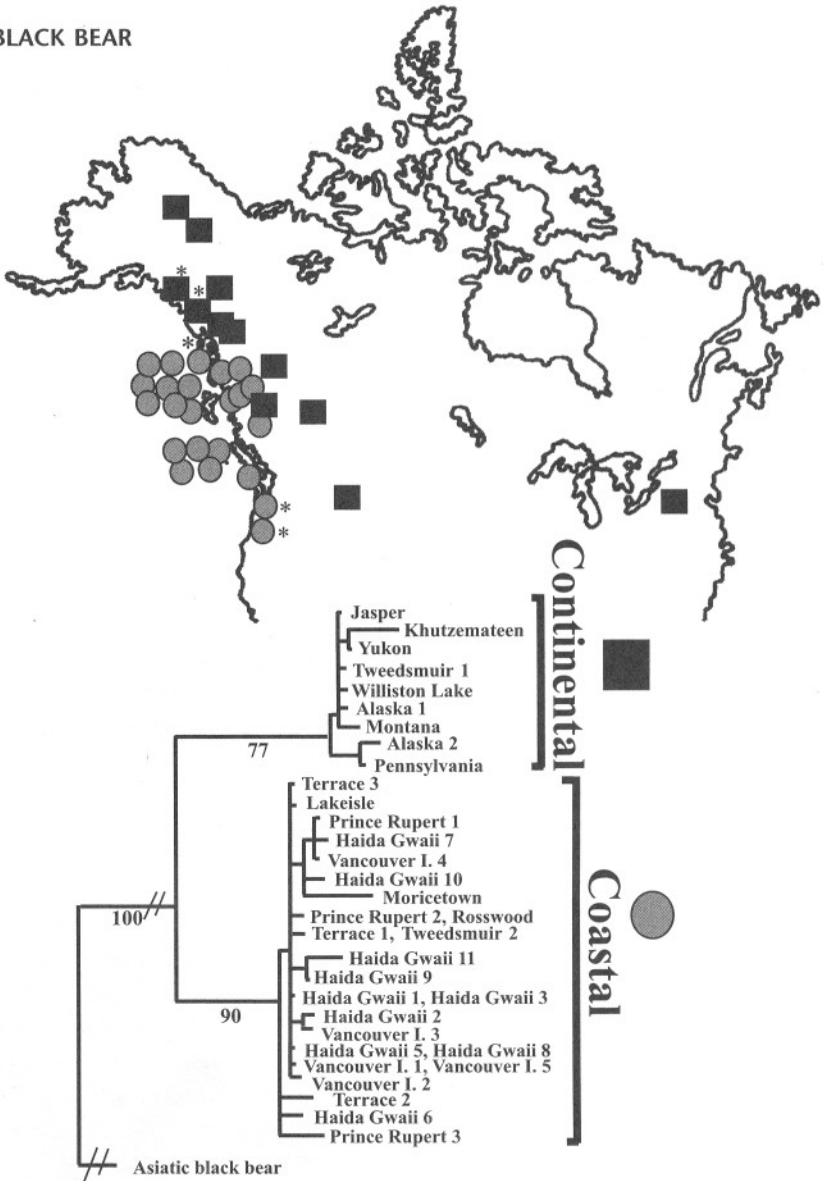 BLACK BEAR
*
*
*
*
*
Continental
Jasper
Khutzemateen
Yukon
Tweedsmuir 1
Williston Lake
Alaska 1
Montana
Alaska 2
Pennsylvania
77
Coastal
Terrace 3
Lakeisle
Prince Rupert 1
Haida Gwaii 7
Vancouver I. 4
Haida Gwaii 10
Moricetown
Prince Rupert 2, Rosswood
Terrace 1, Tweedsmuir 2
Haida Gwaii 11
Haida Gwaii 9
Haida Gwaii 1, Haida Gwaii 3
Haida Gwaii 2
Vancouver I. 3
Haida Gwaii 5, Haida Gwaii 8
Vancouver I. 1, Vancouver I. 5
Vancouver I. 2
Terrace 2
Haida Gwaii 6
Prince Rupert 3
100
90
Asiatic black bear